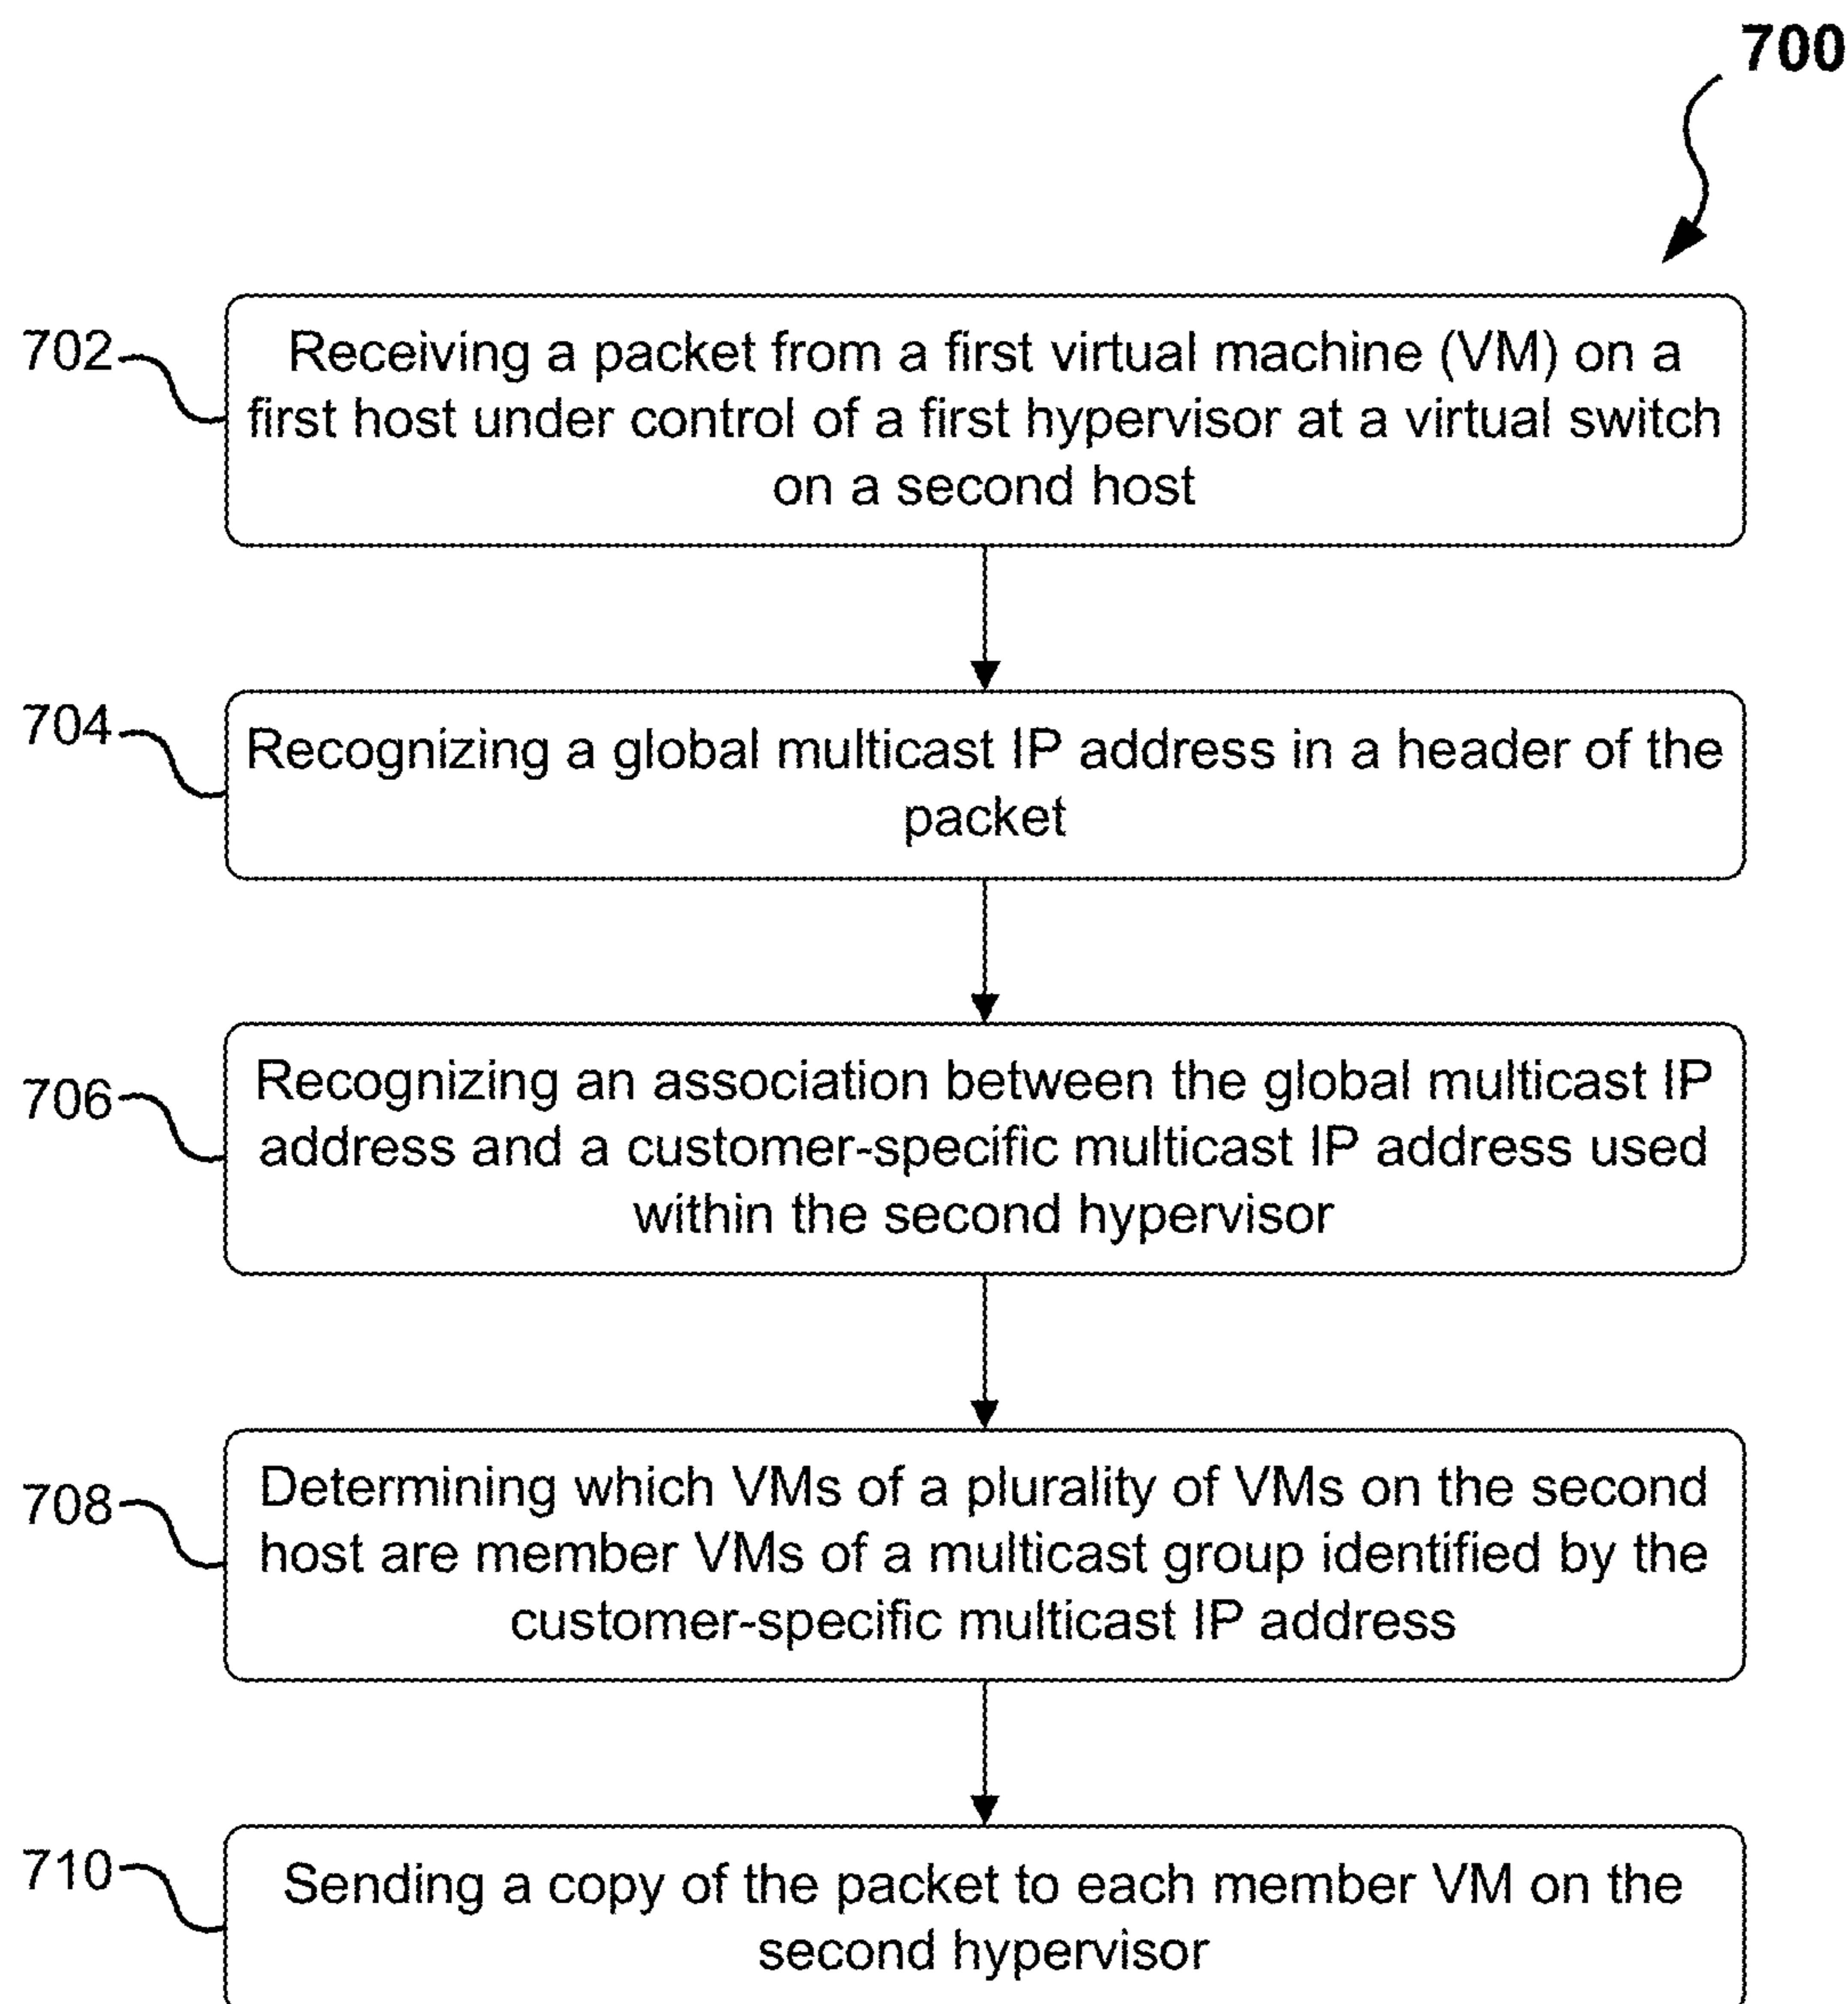 700
702
Receiving a packet from a first virtual machine (VM) on a
first host under control of a first hypervisor at a virtual switch
on a second host
704
Recognizing a global multicast IP address in a header of the
packet
706
Recognizing an association between the global multicast IP
address and a customer-specific multicast IP address used
within the second hypervisor
708
Determining which VMs of a plurality of VMs on the second
host are member VMs of a multicast group identified by the
customer-specific multicast IP address
710
Sending a copy of the packet to each member VM on the
second hypervisor